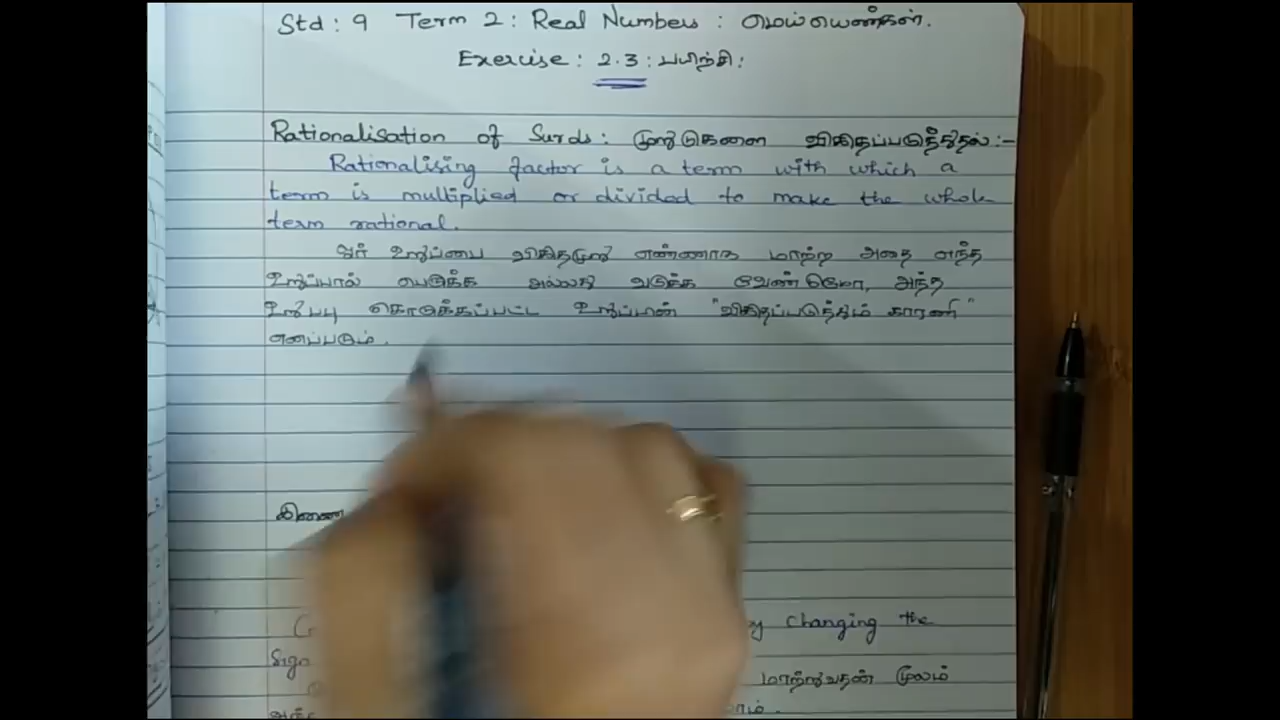 Std : 9 Term 2 : Real Numbers : மெய்யெண்கள்.
Exercise : 2.3 : பயிற்சி :
Rationalisation of Surds : முறுடுகளை விகிதப்படுத்துதல் :-
Rationalising factor is a term with which a
term is multiplied or divided to make the whole
term rational.
ஓர் உறுப்பை விகிதமுறு எண்ணாக மாற்ற அதை எந்த
உறுப்பால் பெருக்க அல்லது வகுக்க வேண்டுமோ, அந்த
உறுப்பு கொடுக்கப்பட்ட உறுப்பின் "விகிதப்படுத்தும் காரணி"
எனப்படும்.
இணை
changing the
Sign
மாற்றுவதன் மூலம்